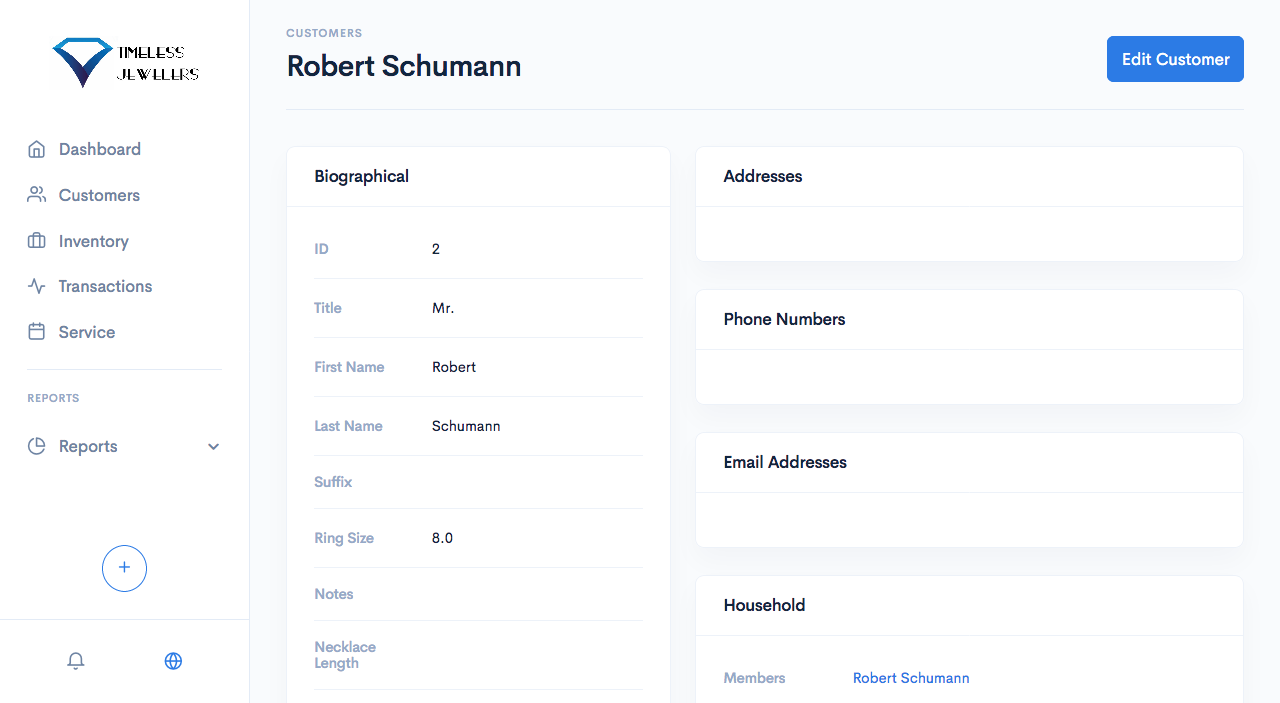 TIMELESS
JEWELERS
Dashboard
Customers
Inventory
Transactions
Service
REPORTS
Reports
CUSTOMERS
Robert Schumann
Edit Customer
Biographical
ID 2
Title Mr.
First Name Robert
Last Name Schumann
Suffix
Ring Size 8.0
Notes
Necklace
Length
Addresses
Phone Numbers
Email Addresses
Household
Members Robert Schumann